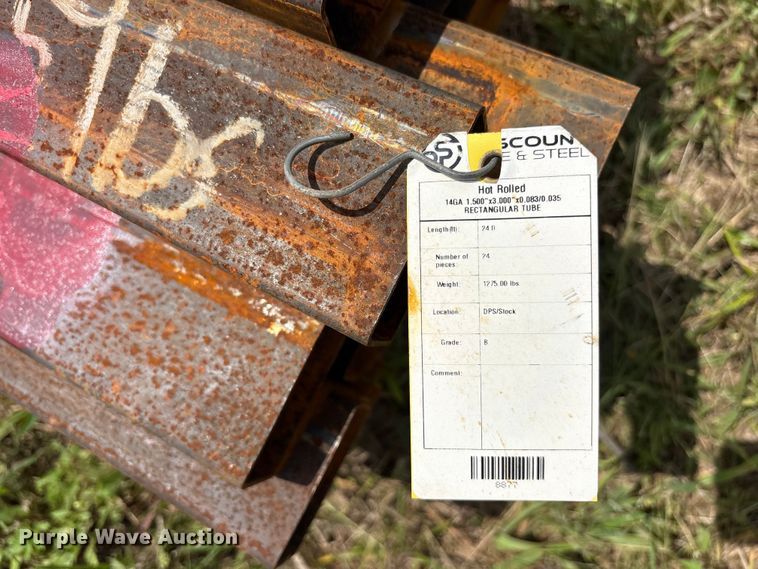 lbs
SCOUN
E & STEEL
Hot Rolled
14GA 1.500"x3.000"x0.083/0.035
RECTANGULAR TUBE
Length(ft): 24.0
Number of pieces: 24
Weight: 1275.00 lbs.
Location: DPS/Stock
Grade: B
Comment:
8877
Purple Wave Auction